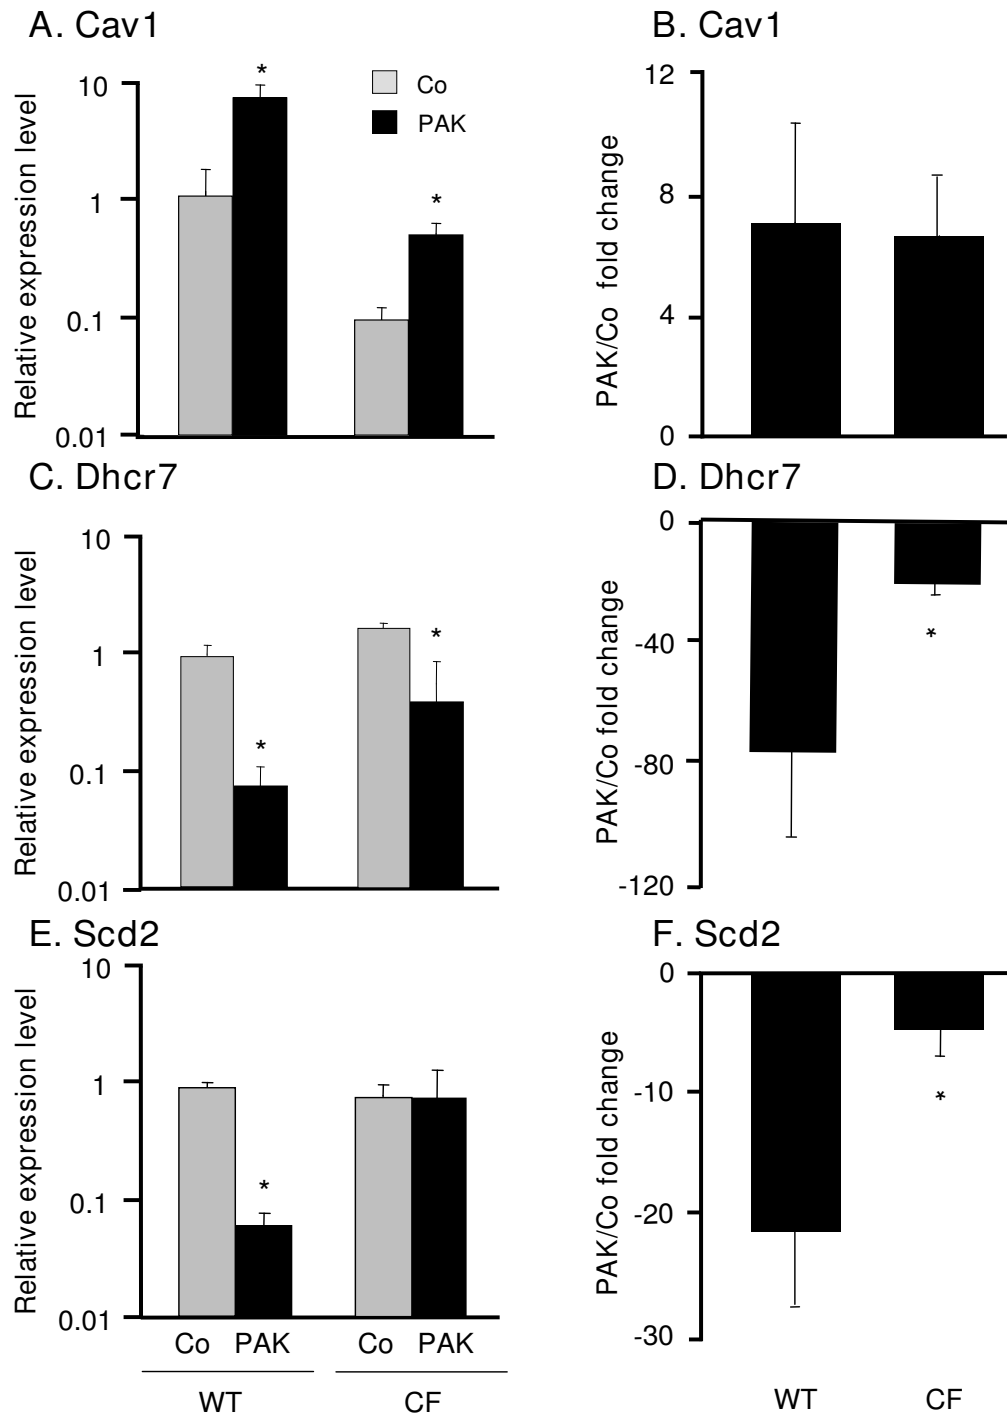 A. Cav1
Relative expression level
10
1
0.1
0.01
*
*
Co
PAK
B. Cav1
PAK/Co fold change
12
8
4
0
C. Dhcr7
Relative expression level
10
1
0.1
0.01
*
*
D. Dhcr7
PAK/Co fold change
0
-40
-80
-120
*
E. Scd2
Relative expression level
10
1
0.1
0.01
*
Co PAK Co PAK
WT CF
F. Scd2
PAK/Co fold change
0
-10
-20
-30
*
WT CF